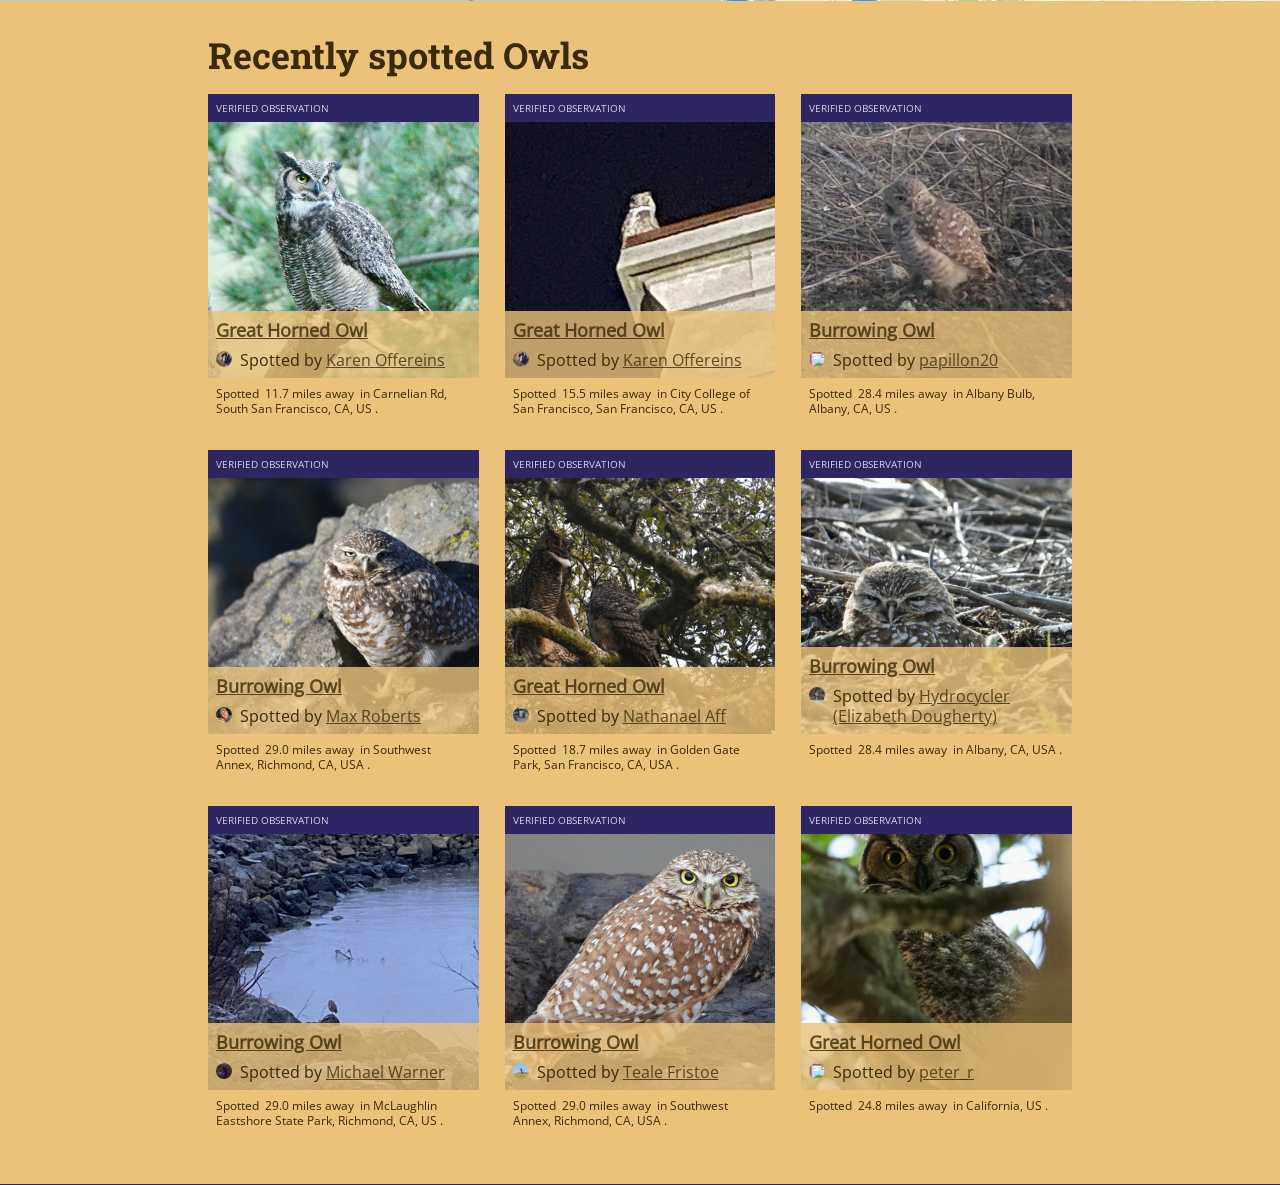 Recently spotted Owls
VERIFIED OBSERVATION
Great Horned Owl
Spotted by Karen Offereins
Spotted 11.7 miles away in Carnelian Rd,
South San Francisco, CA, US .
VERIFIED OBSERVATION
Great Horned Owl
Spotted by Karen Offereins
Spotted 15.5 miles away in City College of
San Francisco, San Francisco, CA, US .
VERIFIED OBSERVATION
Burrowing Owl
Spotted by papillon20
Spotted 28.4 miles away in Albany Bulb,
Albany, CA, US .
VERIFIED OBSERVATION
Burrowing Owl
Spotted by Max Roberts
Spotted 29.0 miles away in Southwest
Annex, Richmond, CA, USA .
VERIFIED OBSERVATION
Great Horned Owl
Spotted by Nathanael Aff
Spotted 18.7 miles away in Golden Gate
Park, San Francisco, CA, USA .
VERIFIED OBSERVATION
Burrowing Owl
Spotted by Hydrocycler
(Elizabeth Dougherty)
Spotted 28.4 miles away in Albany, CA, USA .
VERIFIED OBSERVATION
Burrowing Owl
Spotted by Michael Warner
Spotted 29.0 miles away in McLaughlin
Eastshore State Park, Richmond, CA, US .
VERIFIED OBSERVATION
Burrowing Owl
Spotted by Teale Fristoe
Spotted 29.0 miles away in Southwest
Annex, Richmond, CA, USA .
VERIFIED OBSERVATION
Great Horned Owl
Spotted by peter_r
Spotted 24.8 miles away in California, US .